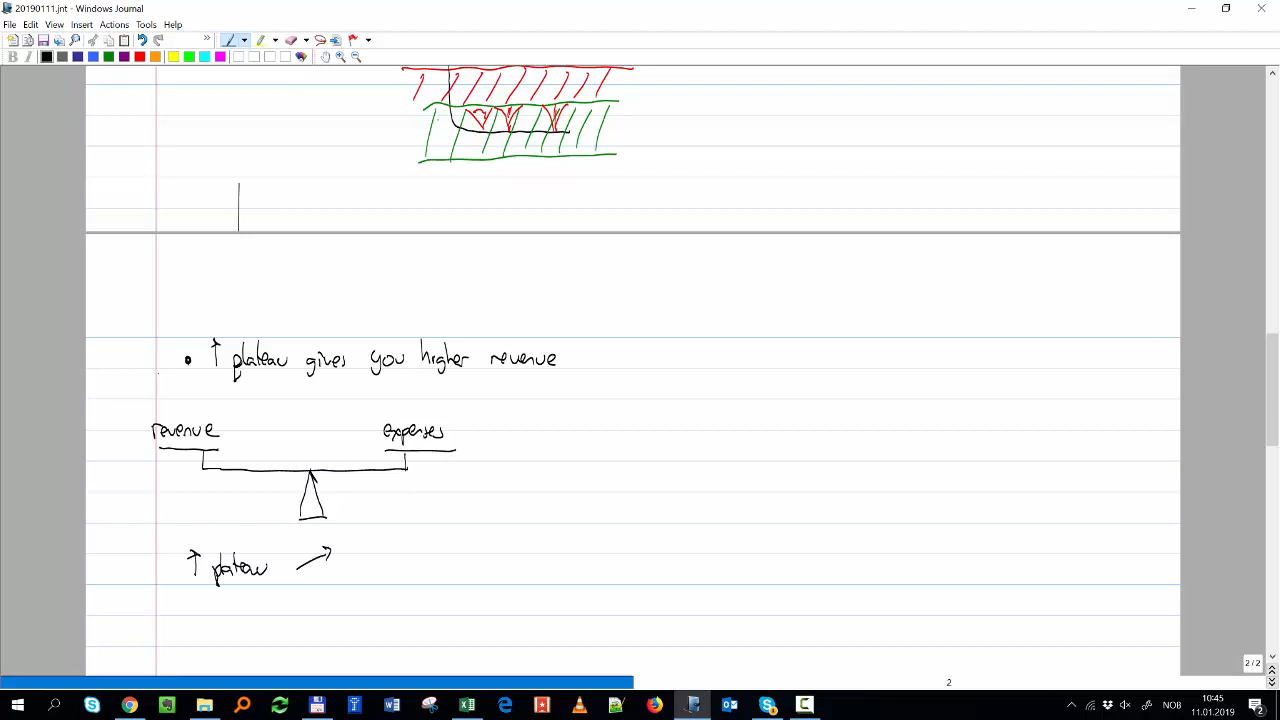 20190111.jnt - Windows Journal
File Edit View Insert Actions Tools Help
B I
• ↑ plateau gives you higher revenue
revenue expenses
↑ plateau ↗
2/2
2
NOB
10:45
11.01.2019
2